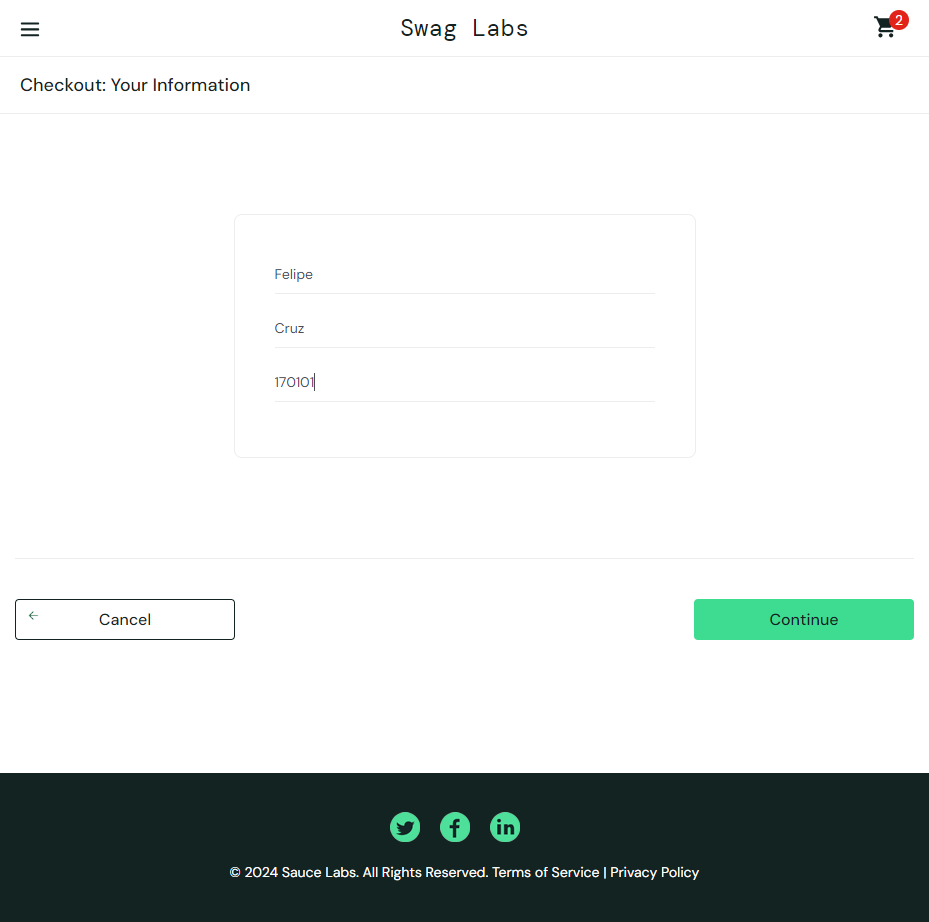 Swag Labs
2
Checkout: Your Information
Felipe
Cruz
170101
Cancel
Continue
© 2024 Sauce Labs. All Rights Reserved. Terms of Service | Privacy Policy